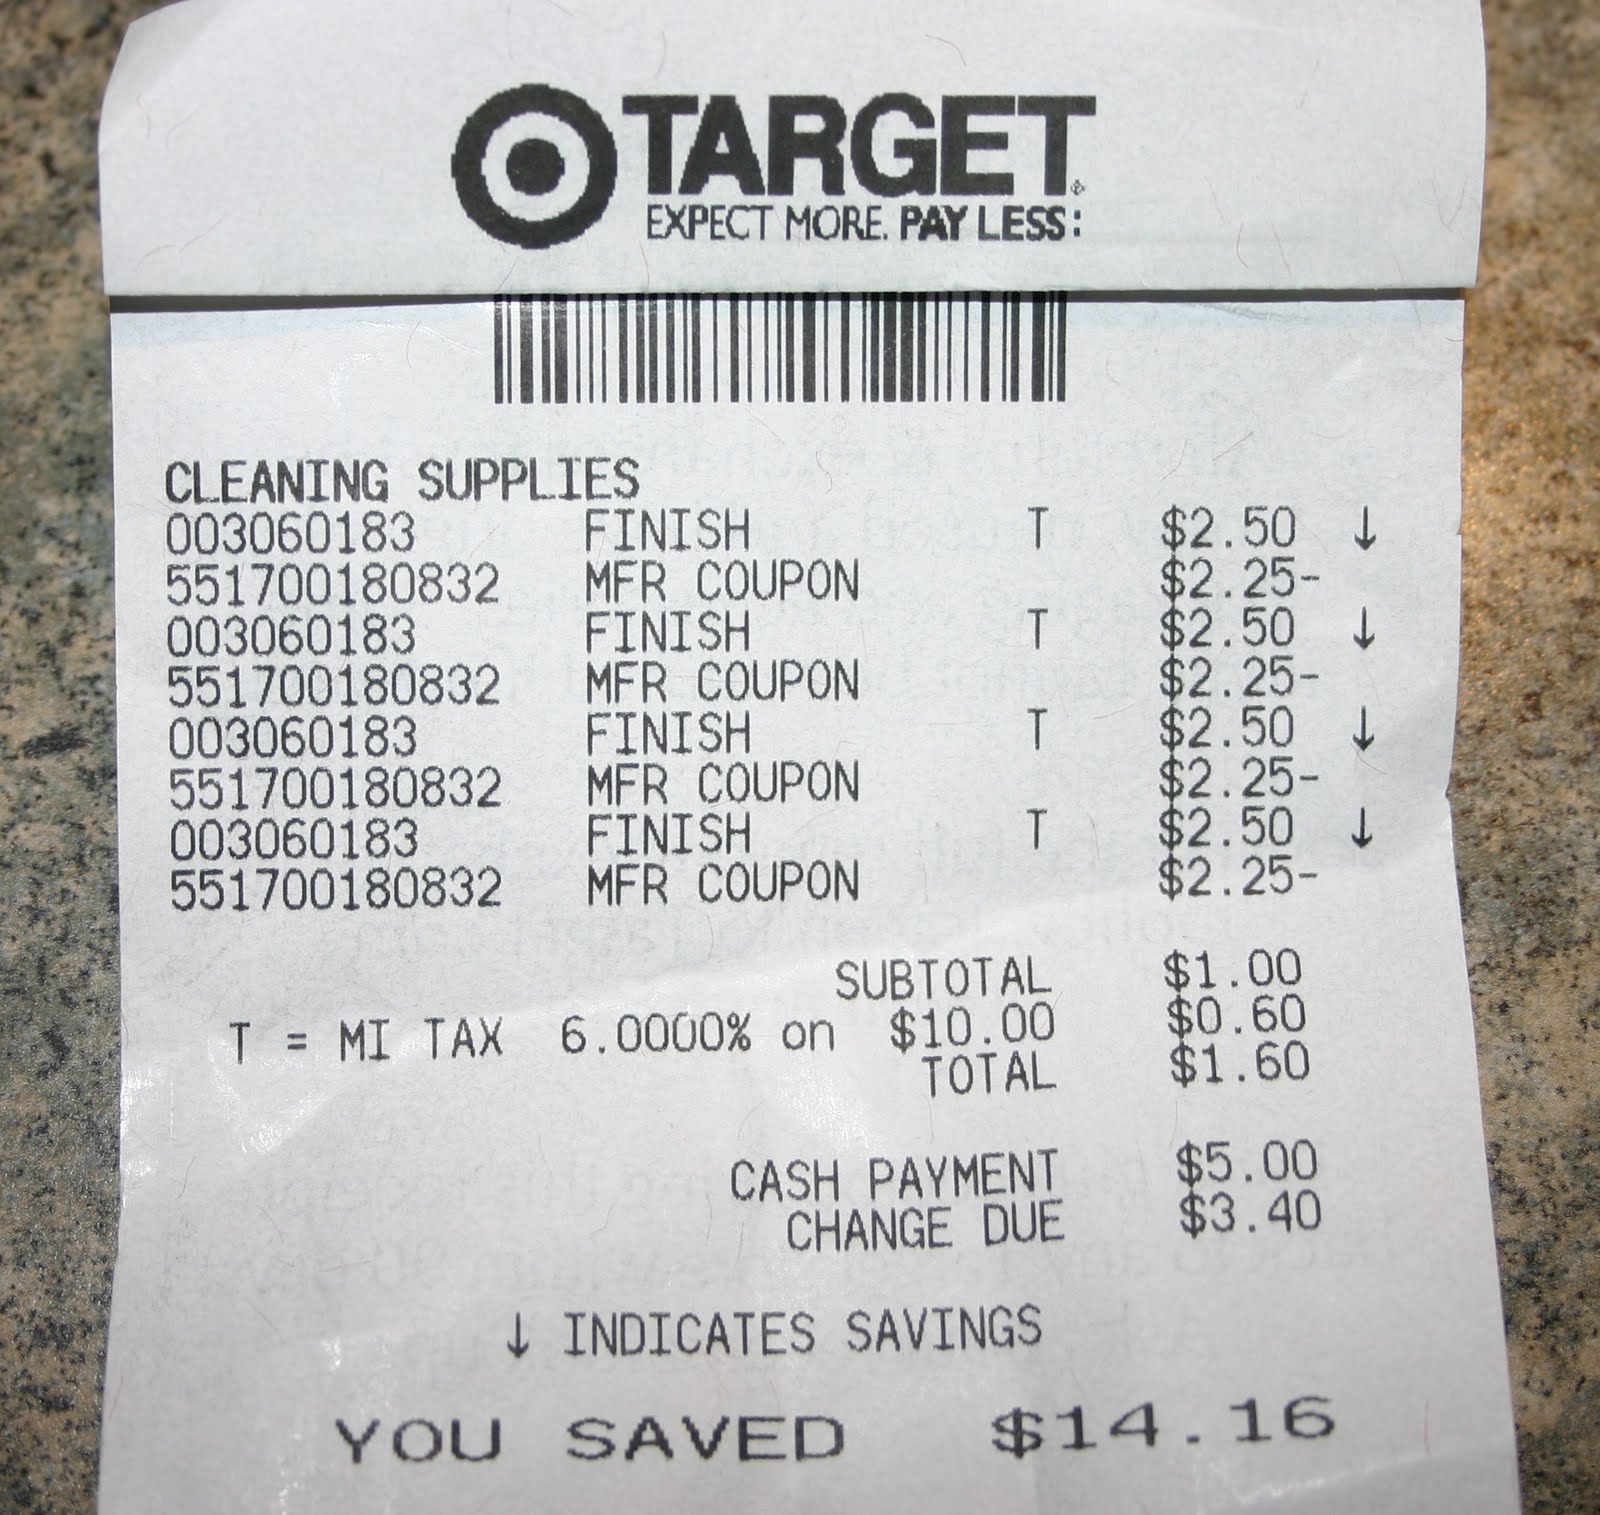 TARGET
EXPECT MORE. PAY LESS:
CLEANING SUPPLIES
003060183 FINISH T $2.50 ↓
551700180832 MFR COUPON $2.25-
003060183 FINISH T $2.50 ↓
551700180832 MFR COUPON $2.25-
003060183 FINISH T $2.50 ↓
551700180832 MFR COUPON $2.25-
003060183 FINISH T $2.50 ↓
551700180832 MFR COUPON $2.25-
SUBTOTAL $1.00
T = MI TAX 6.0000% on $10.00 $0.60
TOTAL $1.60
CASH PAYMENT $5.00
CHANGE DUE $3.40
↓ INDICATES SAVINGS
YOU SAVED $14.16